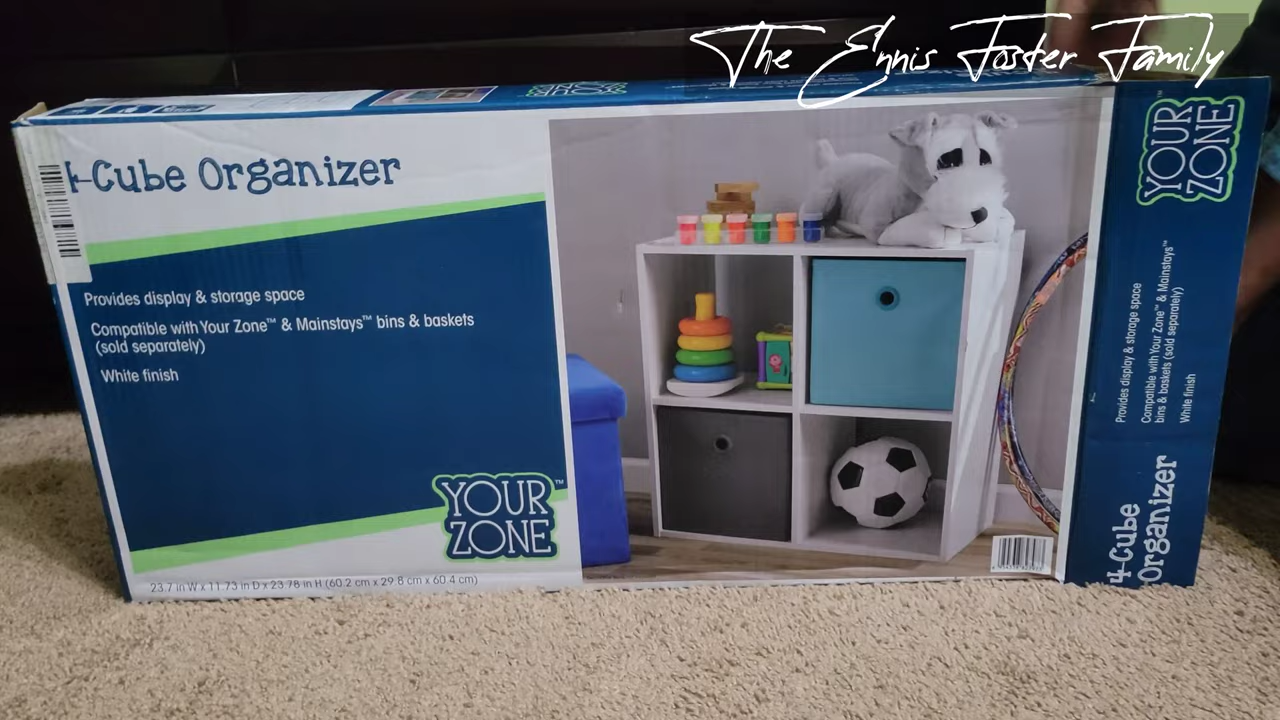 The Ennis Foster Family
YOUR
ZONE
4-Cube Organizer
Provides display & storage space
Compatible with Your Zone™ & Mainstays™ bins & baskets
(sold separately)
White finish
YOUR
ZONE™
23.7 in W x 11.73 in D x 23.78 in H (60.2 cm x 29.8 cm x 60.4 cm)
YOUR
ZONE™
Provides display & storage space
Compatible with Your Zone™ & Mainstays™
bins & baskets (sold separately)
White finish
4-Cube
Organizer